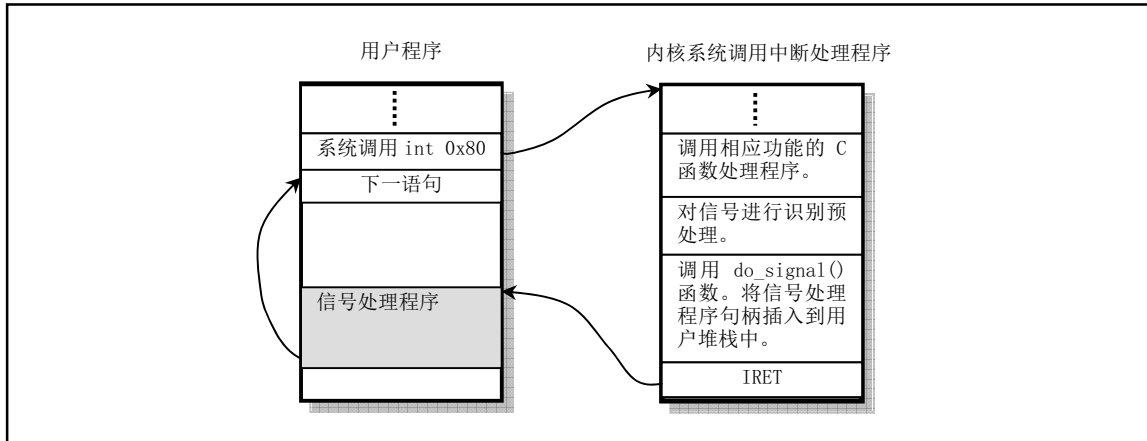 用户程序
系统调用 int 0x80
下一语句
信号处理程序
内核系统调用中断处理程序
调用相应功能的 C
函数处理程序。
对信号进行识别预
处理。
调用 do_signal()
函数。将信号处理
程序句柄插入到用
户堆栈中。
IRET